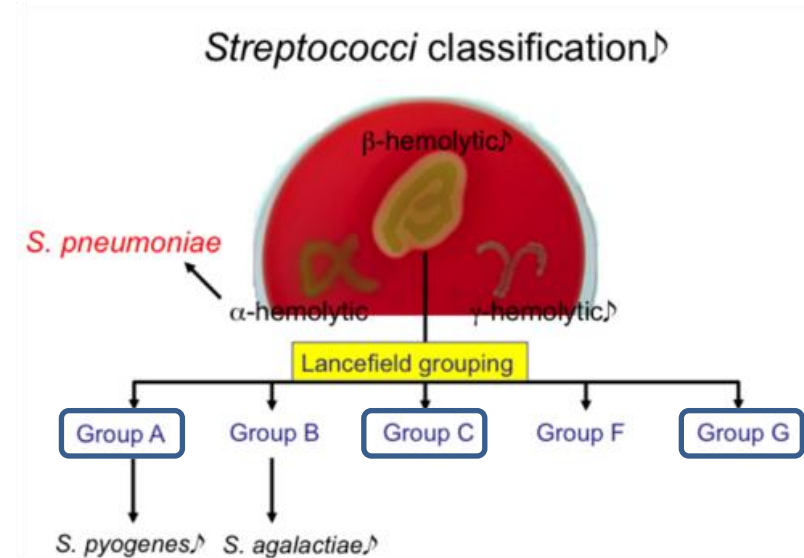 Streptococci classification♪
β-hemolytic♪
β
S. pneumoniae
α
γ
α-hemolytic
γ-hemolytic♪
Lancefield grouping
Group A
Group B
Group C
Group F
Group G
S. pyogenes♪
S. agalactiae♪